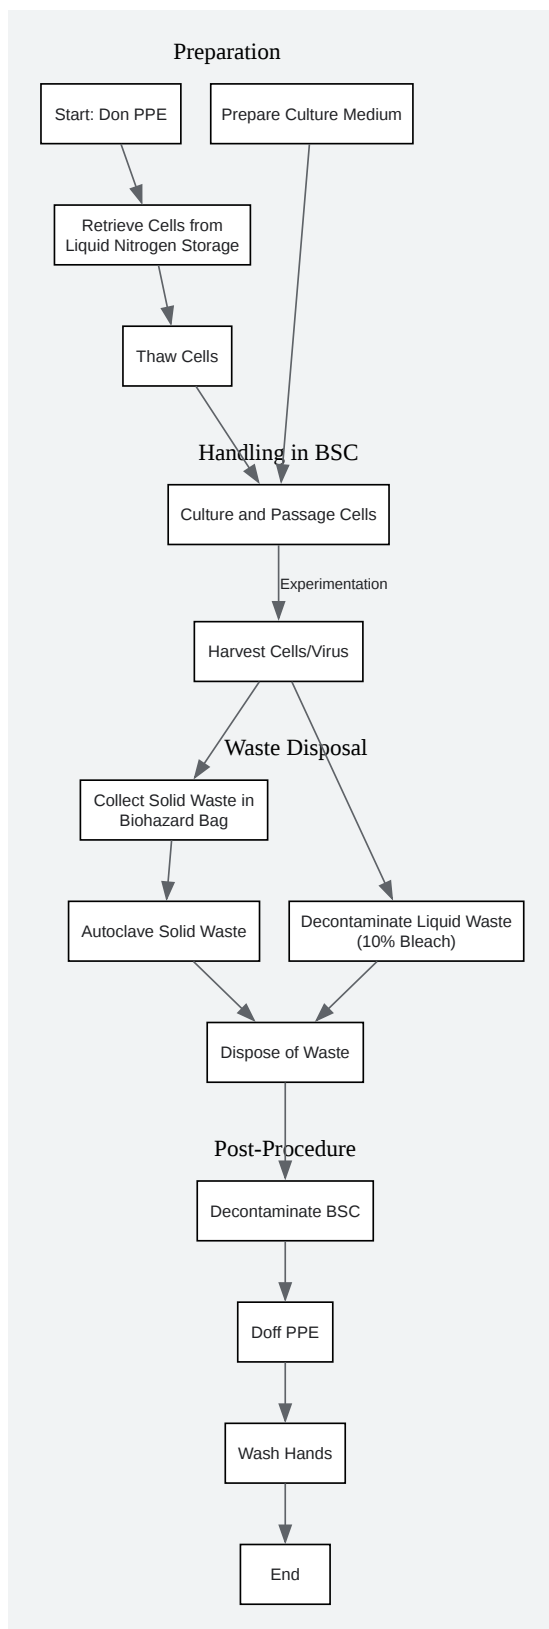 Preparation
Start: Don PPE
Prepare Culture Medium
Retrieve Cells from
Liquid Nitrogen Storage
Thaw Cells
Handling in BSC
Culture and Passage Cells
Experimentation
Harvest Cells/Virus
Waste Disposal
Collect Solid Waste in
Biohazard Bag
Autoclave Solid Waste
Decontaminate Liquid Waste
(10% Bleach)
Dispose of Waste
Post-Procedure
Decontaminate BSC
Doff PPE
Wash Hands
End